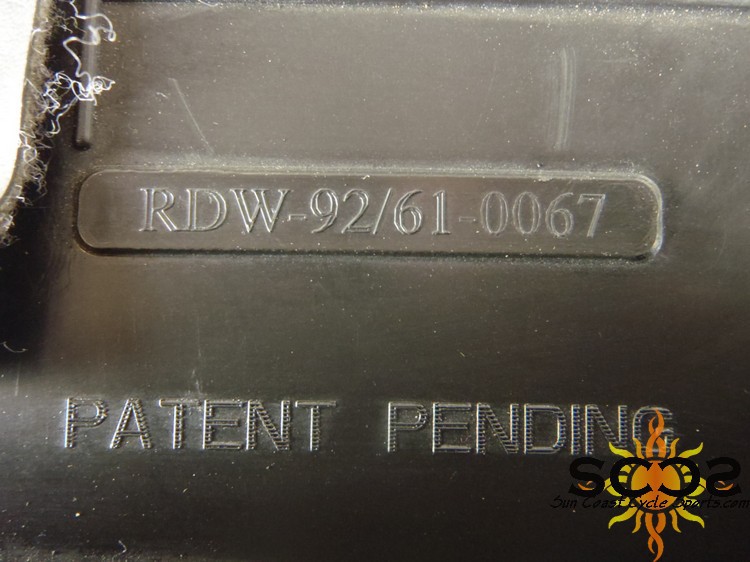 RDW-92/61-0067
PATENT PENDING
SCCS
Sun Coast Cycle Sports.com